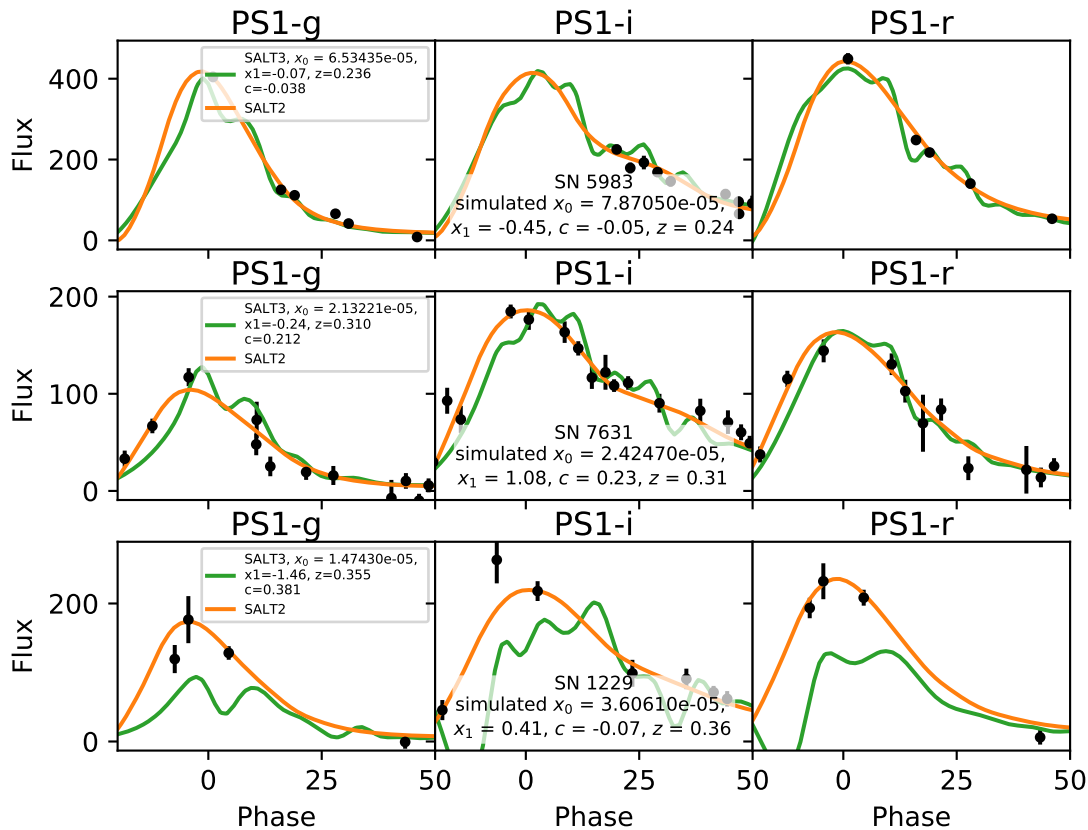 PS1-g PS1-i PS1-r
SALT3, x₀ = 6.53435e-05,
x1=-0.07, z=0.236
c=-0.038
SALT2
Flux
400
200
0
SN 5983
simulated x₀ = 7.87050e-05,
x₁ = -0.45, c = -0.05, z = 0.24
PS1-g PS1-i PS1-r
SALT3, x₀ = 2.13221e-05,
x1=-0.24, z=0.310
c=0.212
SALT2
Flux
200
100
0
SN 7631
simulated x₀ = 2.42470e-05,
x₁ = 1.08, c = 0.23, z = 0.31
PS1-g PS1-i PS1-r
SALT3, x₀ = 1.47430e-05,
x1=-1.46, z=0.355
c=0.381
SALT2
Flux
200
0
SN 1229
simulated x₀ = 3.60610e-05,
x₁ = 0.41, c = -0.07, z = 0.36
0 25 50 0 25 50 0 25 50
Phase Phase Phase